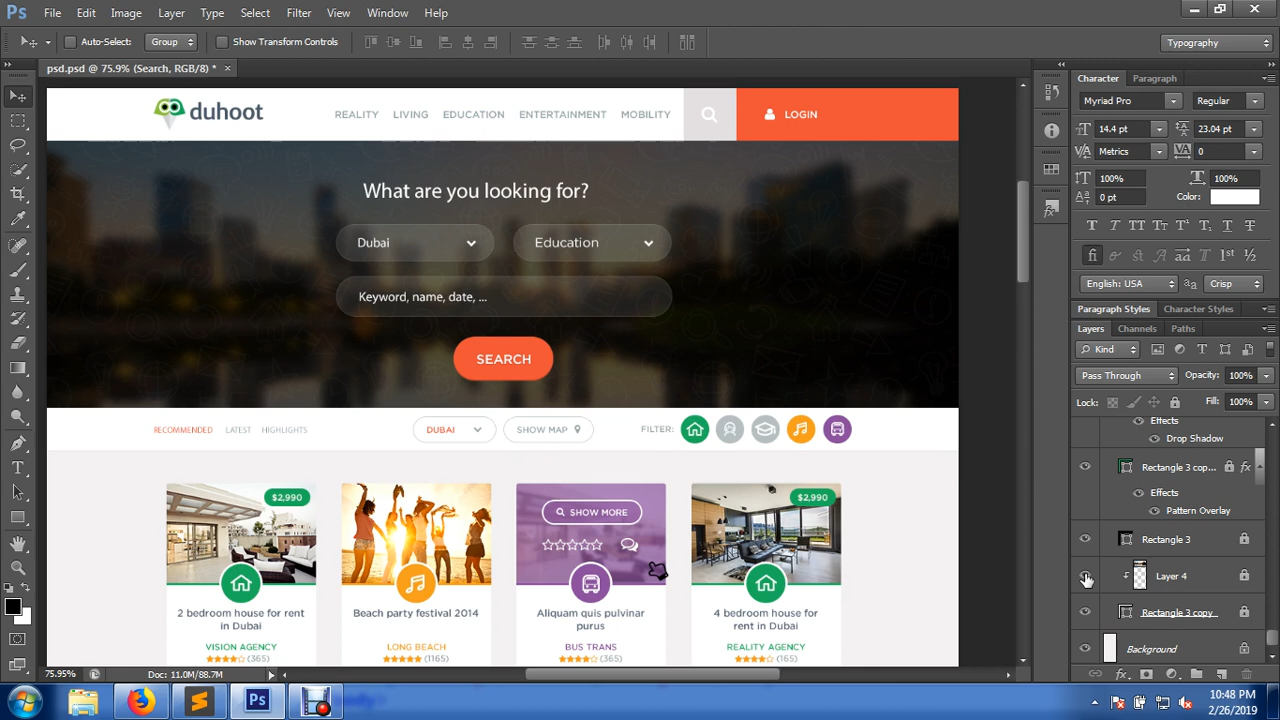 Ps File Edit Image Layer Type Select Filter View Window Help
Auto-Select: Group Show Transform Controls Typography
psd.psd @ 75.9% (Search, RGB/8) * ×
duhoot REALITY LIVING EDUCATION ENTERTAINMENT MOBILITY LOGIN
What are you looking for?
Dubai Education
Keyword, name, date, ...
SEARCH
RECOMMENDED LATEST HIGHLIGHTS DUBAI SHOW MAP FILTER:
$2,990 $2,990
SHOW MORE
2 bedroom house for rent in Dubai
VISION AGENCY
(365)
Beach party festival 2014
LONG BEACH
(1165)
Aliquam quis pulvinar purus
BUS TRANS
(365)
4 bedroom house for rent in Dubai
REALITY AGENCY
(165)
75.95% Doc: 11.0M/88.7M
Character Paragraph
Myriad Pro Regular
14.4 pt 23.04 pt
Metrics 0
100% 100%
0 pt Color:
English: USA Crisp
Paragraph Styles Character Styles
Layers Channels Paths
Kind
Pass Through Opacity: 100%
Lock: Fill: 100%
Effects
Drop Shadow
Rectangle 3 cop... fx
Effects
Pattern Overlay
Rectangle 3
Layer 4
Rectangle 3 copy
Background
Ps
10:48 PM
2/26/2019